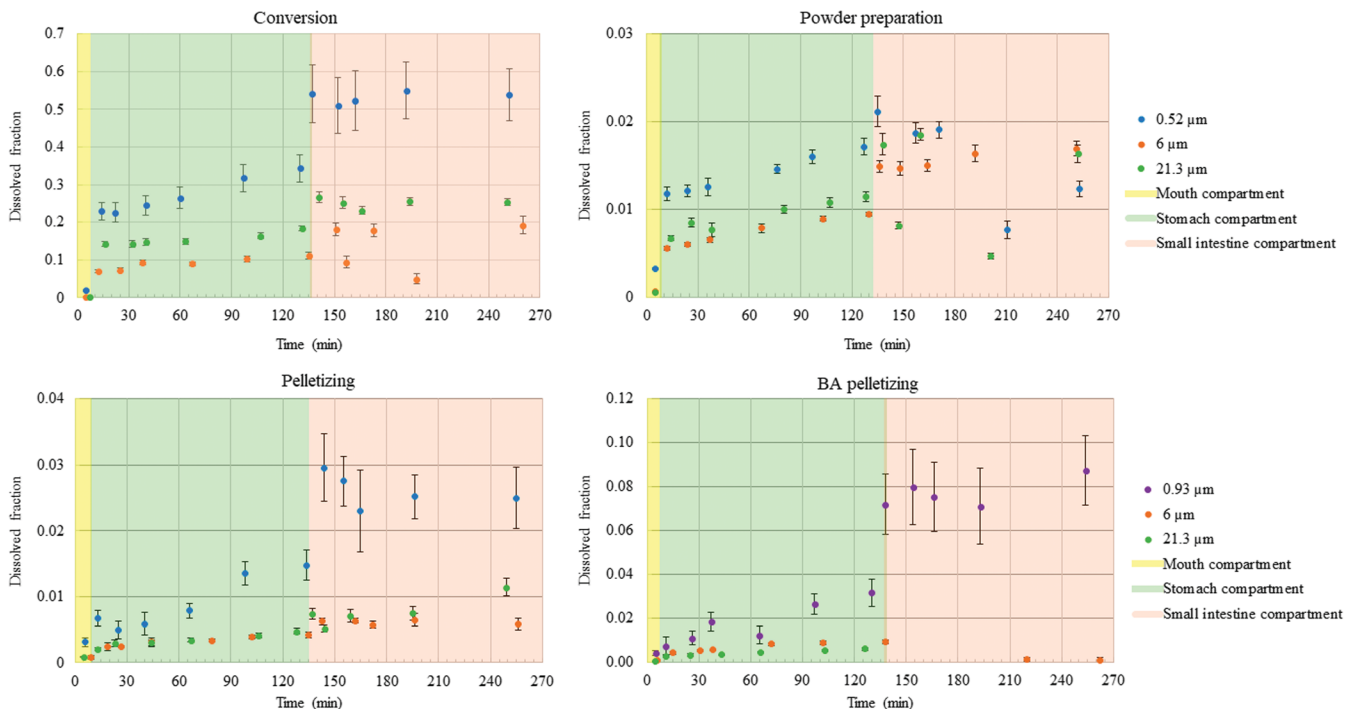 Conversion
Dissolved fraction
0.7
0.6
0.5
0.4
0.3
0.2
0.1
0
0 30 60 90 120 150 180 210 240 270
Time (min)
Powder preparation
Dissolved fraction
0.03
0.02
0.01
0
0 30 60 90 120 150 180 210 240 270
Time (min)
0.52 µm
6 µm
21.3 µm
Mouth compartment
Stomach compartment
Small intestine compartment
Pelletizing
Dissolved fraction
0.04
0.03
0.02
0.01
0
0 30 60 90 120 150 180 210 240 270
Time (min)
BA pelletizing
Dissolved fraction
0.12
0.10
0.08
0.06
0.04
0.02
0.00
0 30 60 90 120 150 180 210 240 270
Time (min)
0.93 µm
6 µm
21.3 µm
Mouth compartment
Stomach compartment
Small intestine compartment